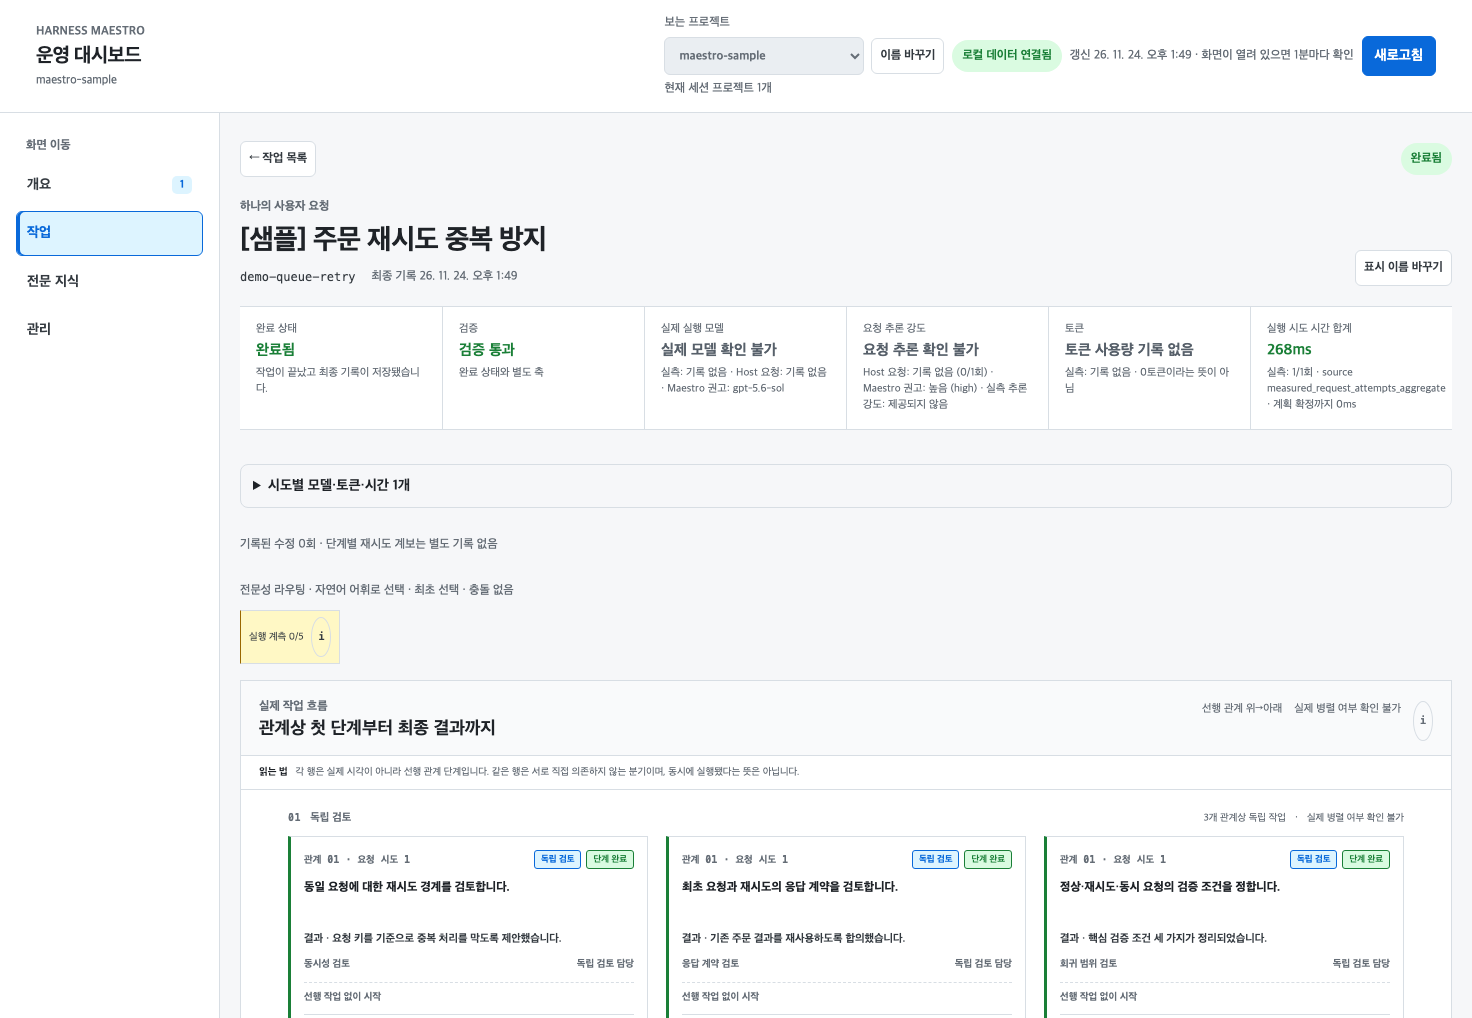 HARNESS MAESTRO
운영 대시보드
maestro-sample
보는 프로젝트
maestro-sample
이름 바꾸기
로컬 데이터 연결됨
갱신 26. 11. 24. 오후 1:49 · 화면이 열려 있으면 1분마다 확인
새로고침
현재 세션 프로젝트 1개
화면 이동
개요
1
작업
전문 지식
관리
← 작업 목록
완료됨
하나의 사용자 요청
[샘플] 주문 재시도 중복 방지
demo-queue-retry
최종 기록 26. 11. 24. 오후 1:49
표시 이름 바꾸기
완료 상태
완료됨
작업이 끝났고 최종 기록이 저장됐습니
다.
검증
검증 통과
완료 상태와 별도 축
실제 실행 모델
실제 모델 확인 불가
실측: 기록 없음 · Host 요청: 기록 없음
· Maestro 권고: gpt-5.6-sol
요청 추론 강도
요청 추론 확인 불가
Host 요청: 기록 없음 (0/1회) ·
Maestro 권고: 높음 (high) · 실측 추론
강도: 제공되지 않음
토큰
토큰 사용량 기록 없음
실측: 기록 없음 · 0토큰이라는 뜻이 아
님
실행 시도 시간 합계
268ms
실측: 1/1회 · source
measured_request_attempts_aggregate
· 계획 확정까지 0ms
▶ 시도별 모델·토큰·시간 1개
기록된 수정 0회 · 단계별 재시도 계보는 별도 기록 없음
전문성 라우팅 · 자연어 어휘로 선택 · 최초 선택 · 충돌 없음
실행 계측 0/5
i
실제 작업 흐름
관계상 첫 단계부터 최종 결과까지
선행 관계 위→아래
실제 병렬 여부 확인 불가
i
읽는 법 각 행은 실제 시각이 아니라 선행 관계 단계입니다. 같은 행은 서로 직접 의존하지 않는 분기이며, 동시에 실행됐다는 뜻은 아닙니다.
01 독립 검토
3개 관계상 독립 작업 · 실제 병렬 여부 확인 불가
관계 01 · 요청 시도 1
독립 검토
단계 완료
동일 요청에 대한 재시도 경계를 검토합니다.
결과 · 요청 키를 기준으로 중복 처리를 막도록 제안했습니다.
동시성 검토
독립 검토 담당
선행 작업 없이 시작
관계 01 · 요청 시도 1
독립 검토
단계 완료
최초 요청과 재시도의 응답 계약을 검토합니다.
결과 · 기존 주문 결과를 재사용하도록 합의했습니다.
응답 계약 검토
독립 검토 담당
선행 작업 없이 시작
관계 01 · 요청 시도 1
독립 검토
단계 완료
정상·재시도·동시 요청의 검증 조건을 정합니다.
결과 · 핵심 검증 조건 세 가지가 정리되었습니다.
회귀 범위 검토
독립 검토 담당
선행 작업 없이 시작